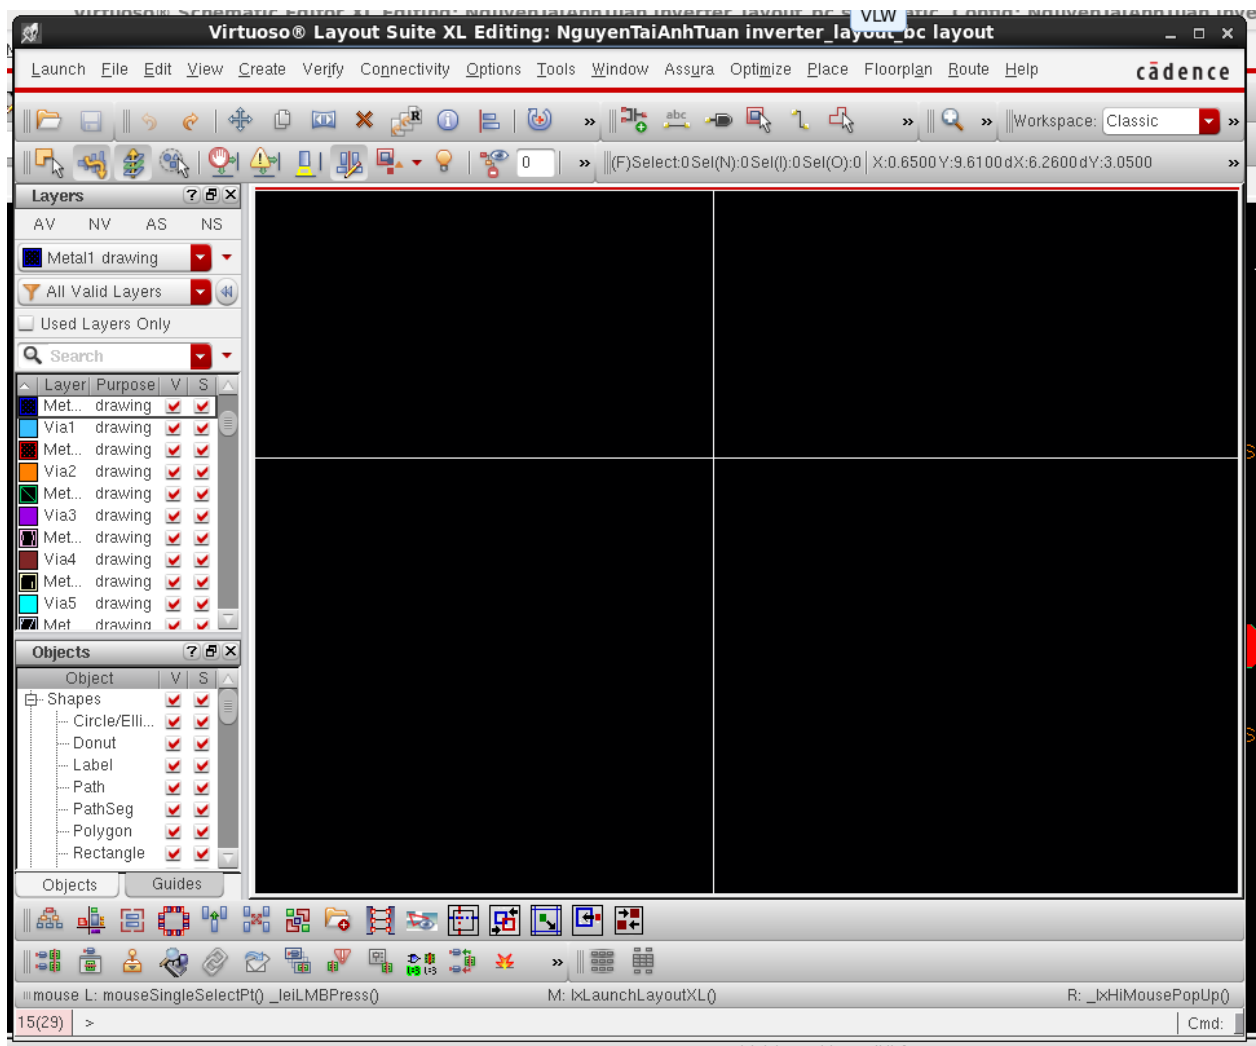 VLW
Virtuoso® Layout Suite XL Editing: NguyenTaiAnhTuan inverter_layout_bc layout
Launch File Edit View Create Verify Connectivity Options Tools Window Assura Optimize Place Floorplan Route Help cādence
R abc » » » Workspace: Classic »
0 » (F)Select:0 Sel(N):0 Sel(I):0 Sel(O):0 X:0.6500 Y:9.6100 dX:6.2600 dY:3.0500 »
Layers
AV NV AS NS
Metal1 drawing
All Valid Layers
Used Layers Only
Search
Layer Purpose V S
Met... drawing
Via1 drawing
Met... drawing
Via2 drawing
Met... drawing
Via3 drawing
Met... drawing
Via4 drawing
Met... drawing
Via5 drawing
Met drawing
Objects
Object V S
Shapes
Circle/Elli...
Donut
Label
Path
PathSeg
Polygon
Rectangle
Objects Guides
mouse L: mouseSingleSelectPt() _leiLMBPress() M: lxLaunchLayoutXL() R: _lxHiMousePopUp()
15(29) > Cmd: